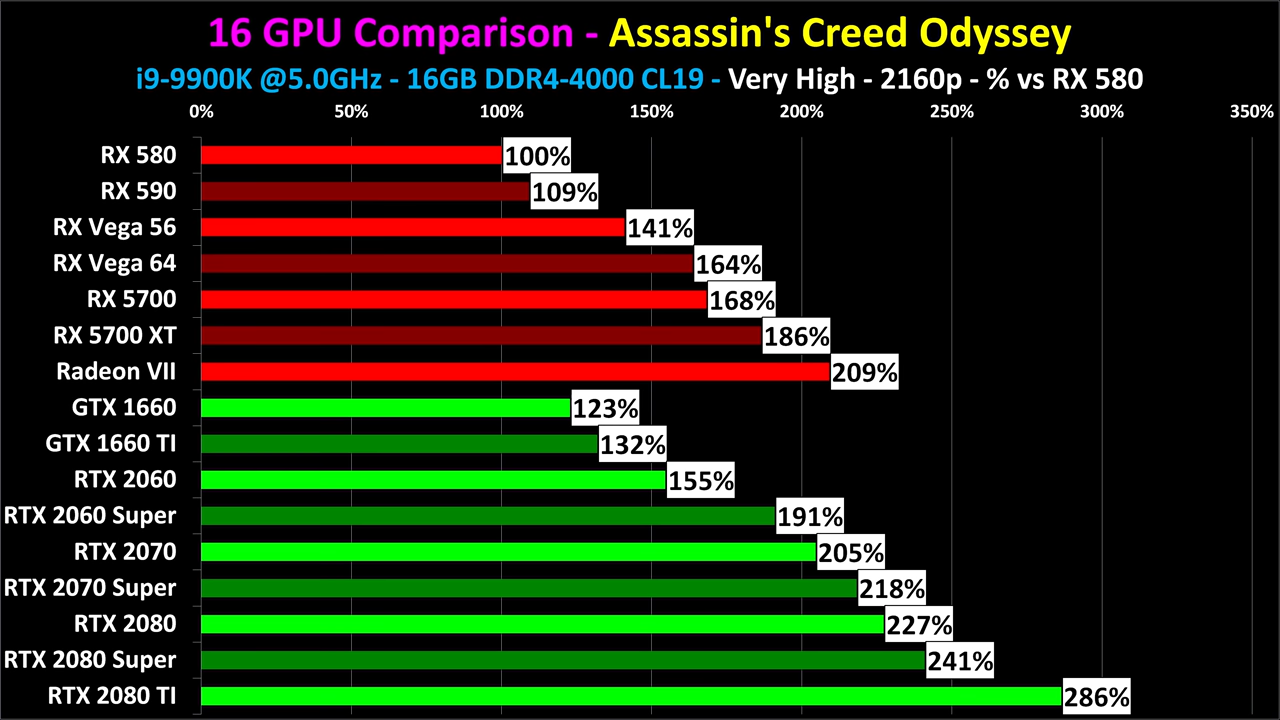 16 GPU Comparison - Assassin's Creed Odyssey
i9-9900K @5.0GHz - 16GB DDR4-4000 CL19 - Very High - 2160p - % vs RX 580
0% 50% 100% 150% 200% 250% 300% 350%
RX 580 100%
RX 590 109%
RX Vega 56 141%
RX Vega 64 164%
RX 5700 168%
RX 5700 XT 186%
Radeon VII 209%
GTX 1660 123%
GTX 1660 TI 132%
RTX 2060 155%
RTX 2060 Super 191%
RTX 2070 205%
RTX 2070 Super 218%
RTX 2080 227%
RTX 2080 Super 241%
RTX 2080 TI 286%